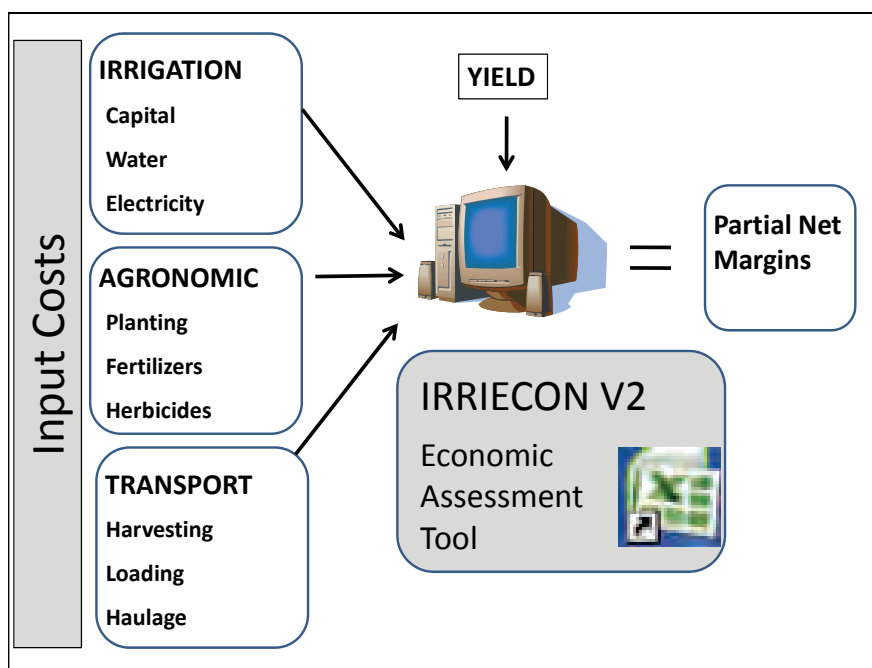 Input Costs
IRRIGATION
Capital
Water
Electricity
AGRONOMIC
Planting
Fertilizers
Herbicides
TRANSPORT
Harvesting
Loading
Haulage
YIELD
IRRIECON V2
Economic
Assessment
Tool
Partial Net
Margins